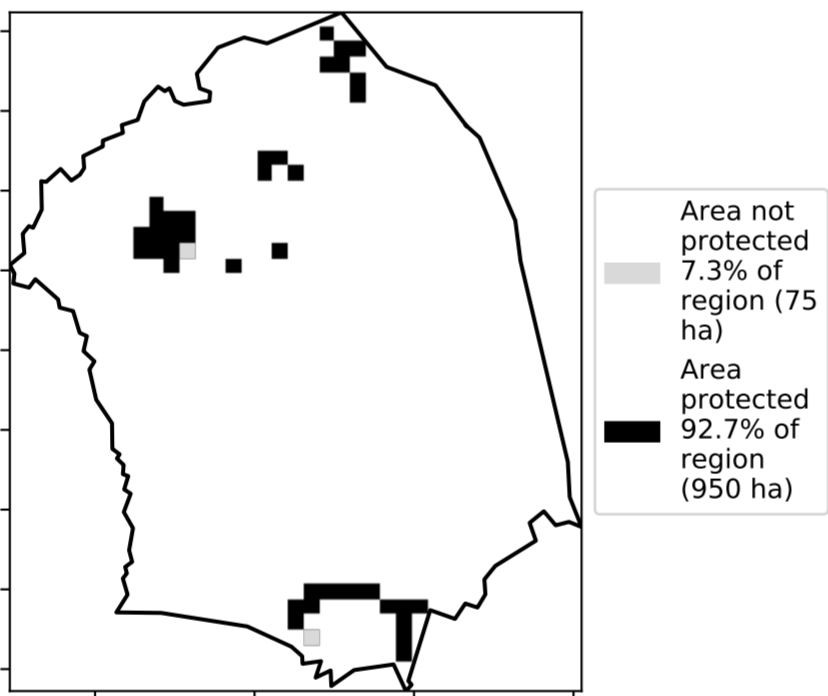 Area not
protected
7.3% of
region (75
ha)
Area
protected
92.7% of
region
(950 ha)